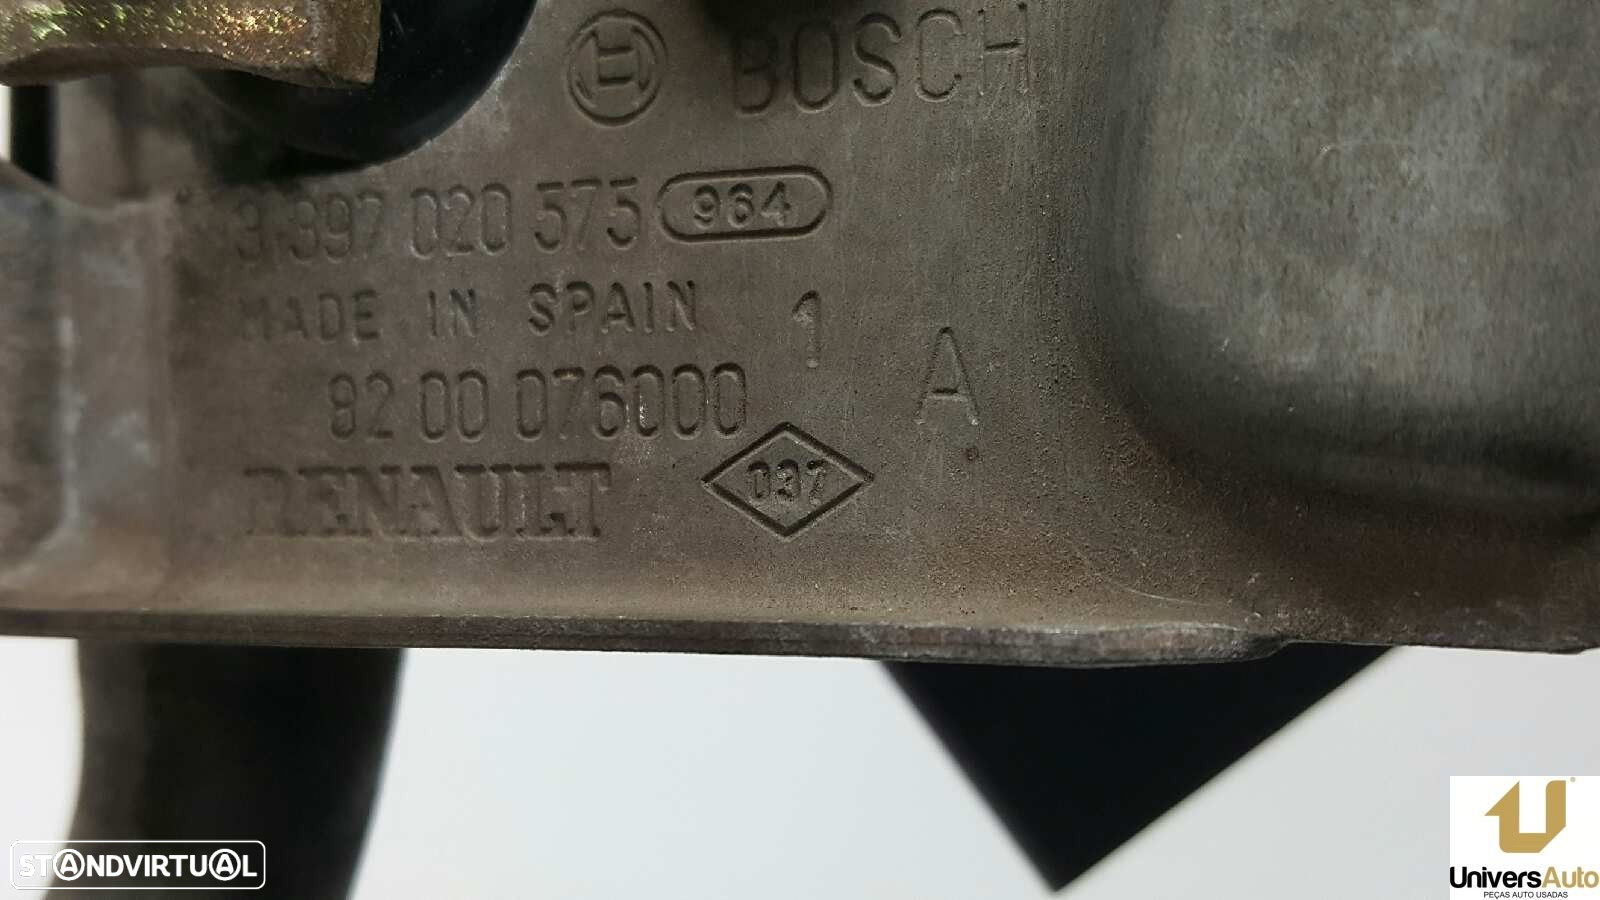 BOSCH
3 397 020 575 964
MADE IN SPAIN 1
A
82 00 076000
RENAULT 037
STANDVIRTUAL
UniversAuto
PEÇAS AUTO USADAS